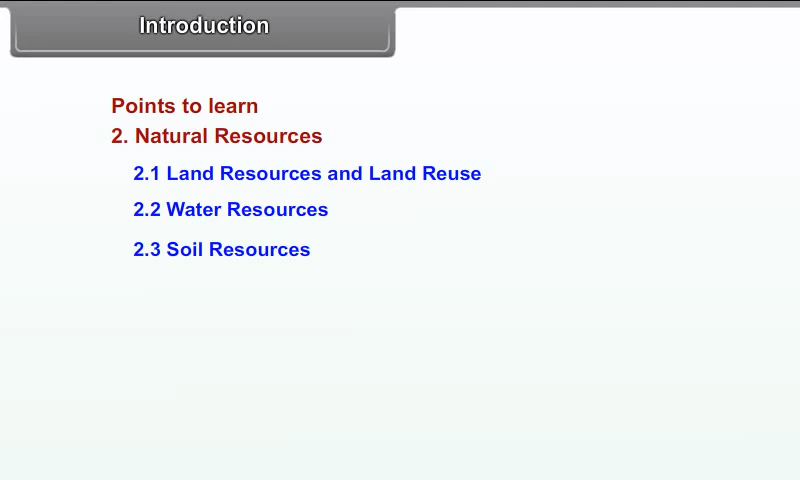 Introduction
Points to learn
2. Natural Resources
2.1 Land Resources and Land Reuse
2.2 Water Resources
2.3 Soil Resources